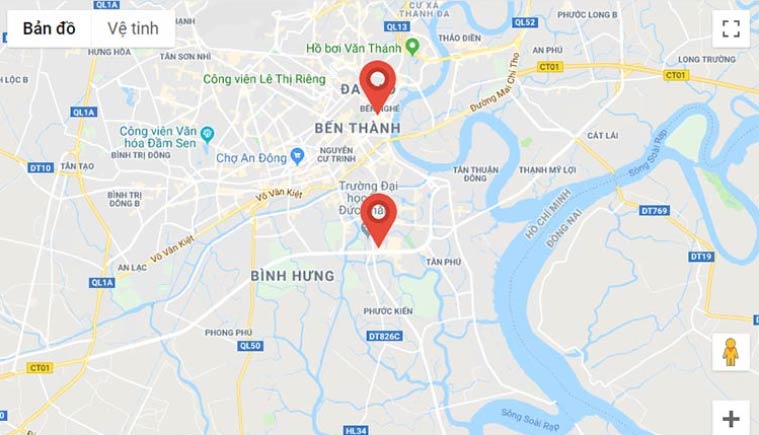 Bản đồ
Vệ tinh
QL1A
CƯ XÁ
THANH ĐA
QL13
PHƯỚC LONG B
HƯNG HÒA
TÂN SƠN NHÌ
Hồ bơi Văn Thánh
THẢO ĐIỀN
AN PHÚ
LONG TRƯỜNG
CT01
CT01
LỘC B
Công viên Lê Thị Riêng
ĐA
BẾN NGHÉ
Đường Mai Chí Thọ
QL1A
BẾN THÀNH
Công viên Văn
hóa Đầm Sen
CÁT LÁI
BÌNH TRỊ ĐÔNG
NGUYỄN
CƯ TRINH
Chợ An Đông
DT10
TÂN TẠO
TÂN THUẬN
ĐÔNG
THẠNH MỸ LỢI
Sông Soài Rạp
BÌNH TRỊ
ĐÔNG B
Võ Văn Kiệt
Trường Đại
học
Đức
HỒ CHÍ MINH
ĐỒNG NAI
DT769
Võ Văn Kiệt
DT19
AN LẠC
TÂN PHÚ
QL1A
BÌNH HƯNG
PHƯỚC KIỂN
PHONG PHÚ
DT826C
QL50
CT01
Sông Soài Rạp
HL34